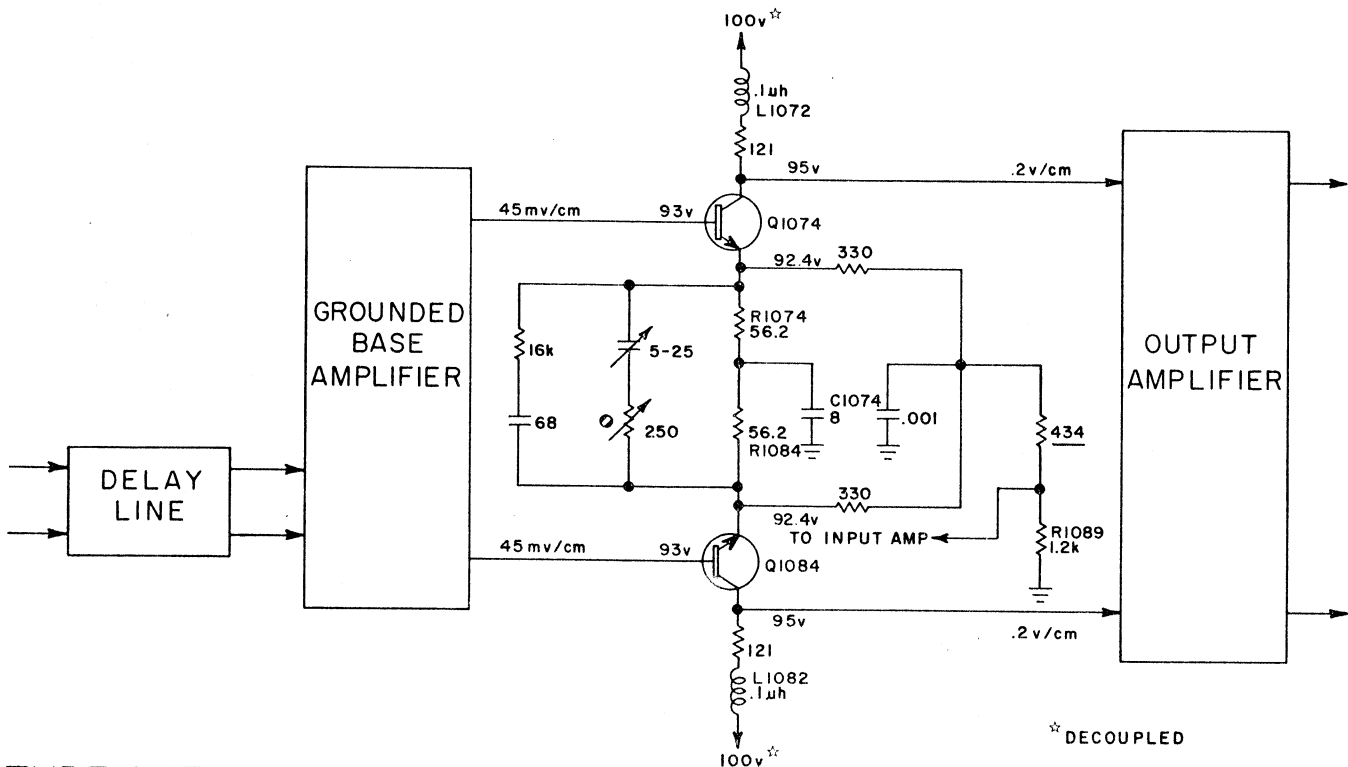 100v☆
.1uh
L1072
121
95v
.2v/cm
45mv/cm
93v
Q1074
92.4v
330
GROUNDED
BASE
AMPLIFIER
16k
68
5-25
250
R1074
56.2
56.2
R1084
C1074
8
.001
434
OUTPUT
AMPLIFIER
DELAY
LINE
330
92.4v
TO INPUT AMP
R1089
1.2k
45mv/cm
93v
Q1084
95v
.2v/cm
121
L1082
.1uh
100v☆
☆DECOUPLED